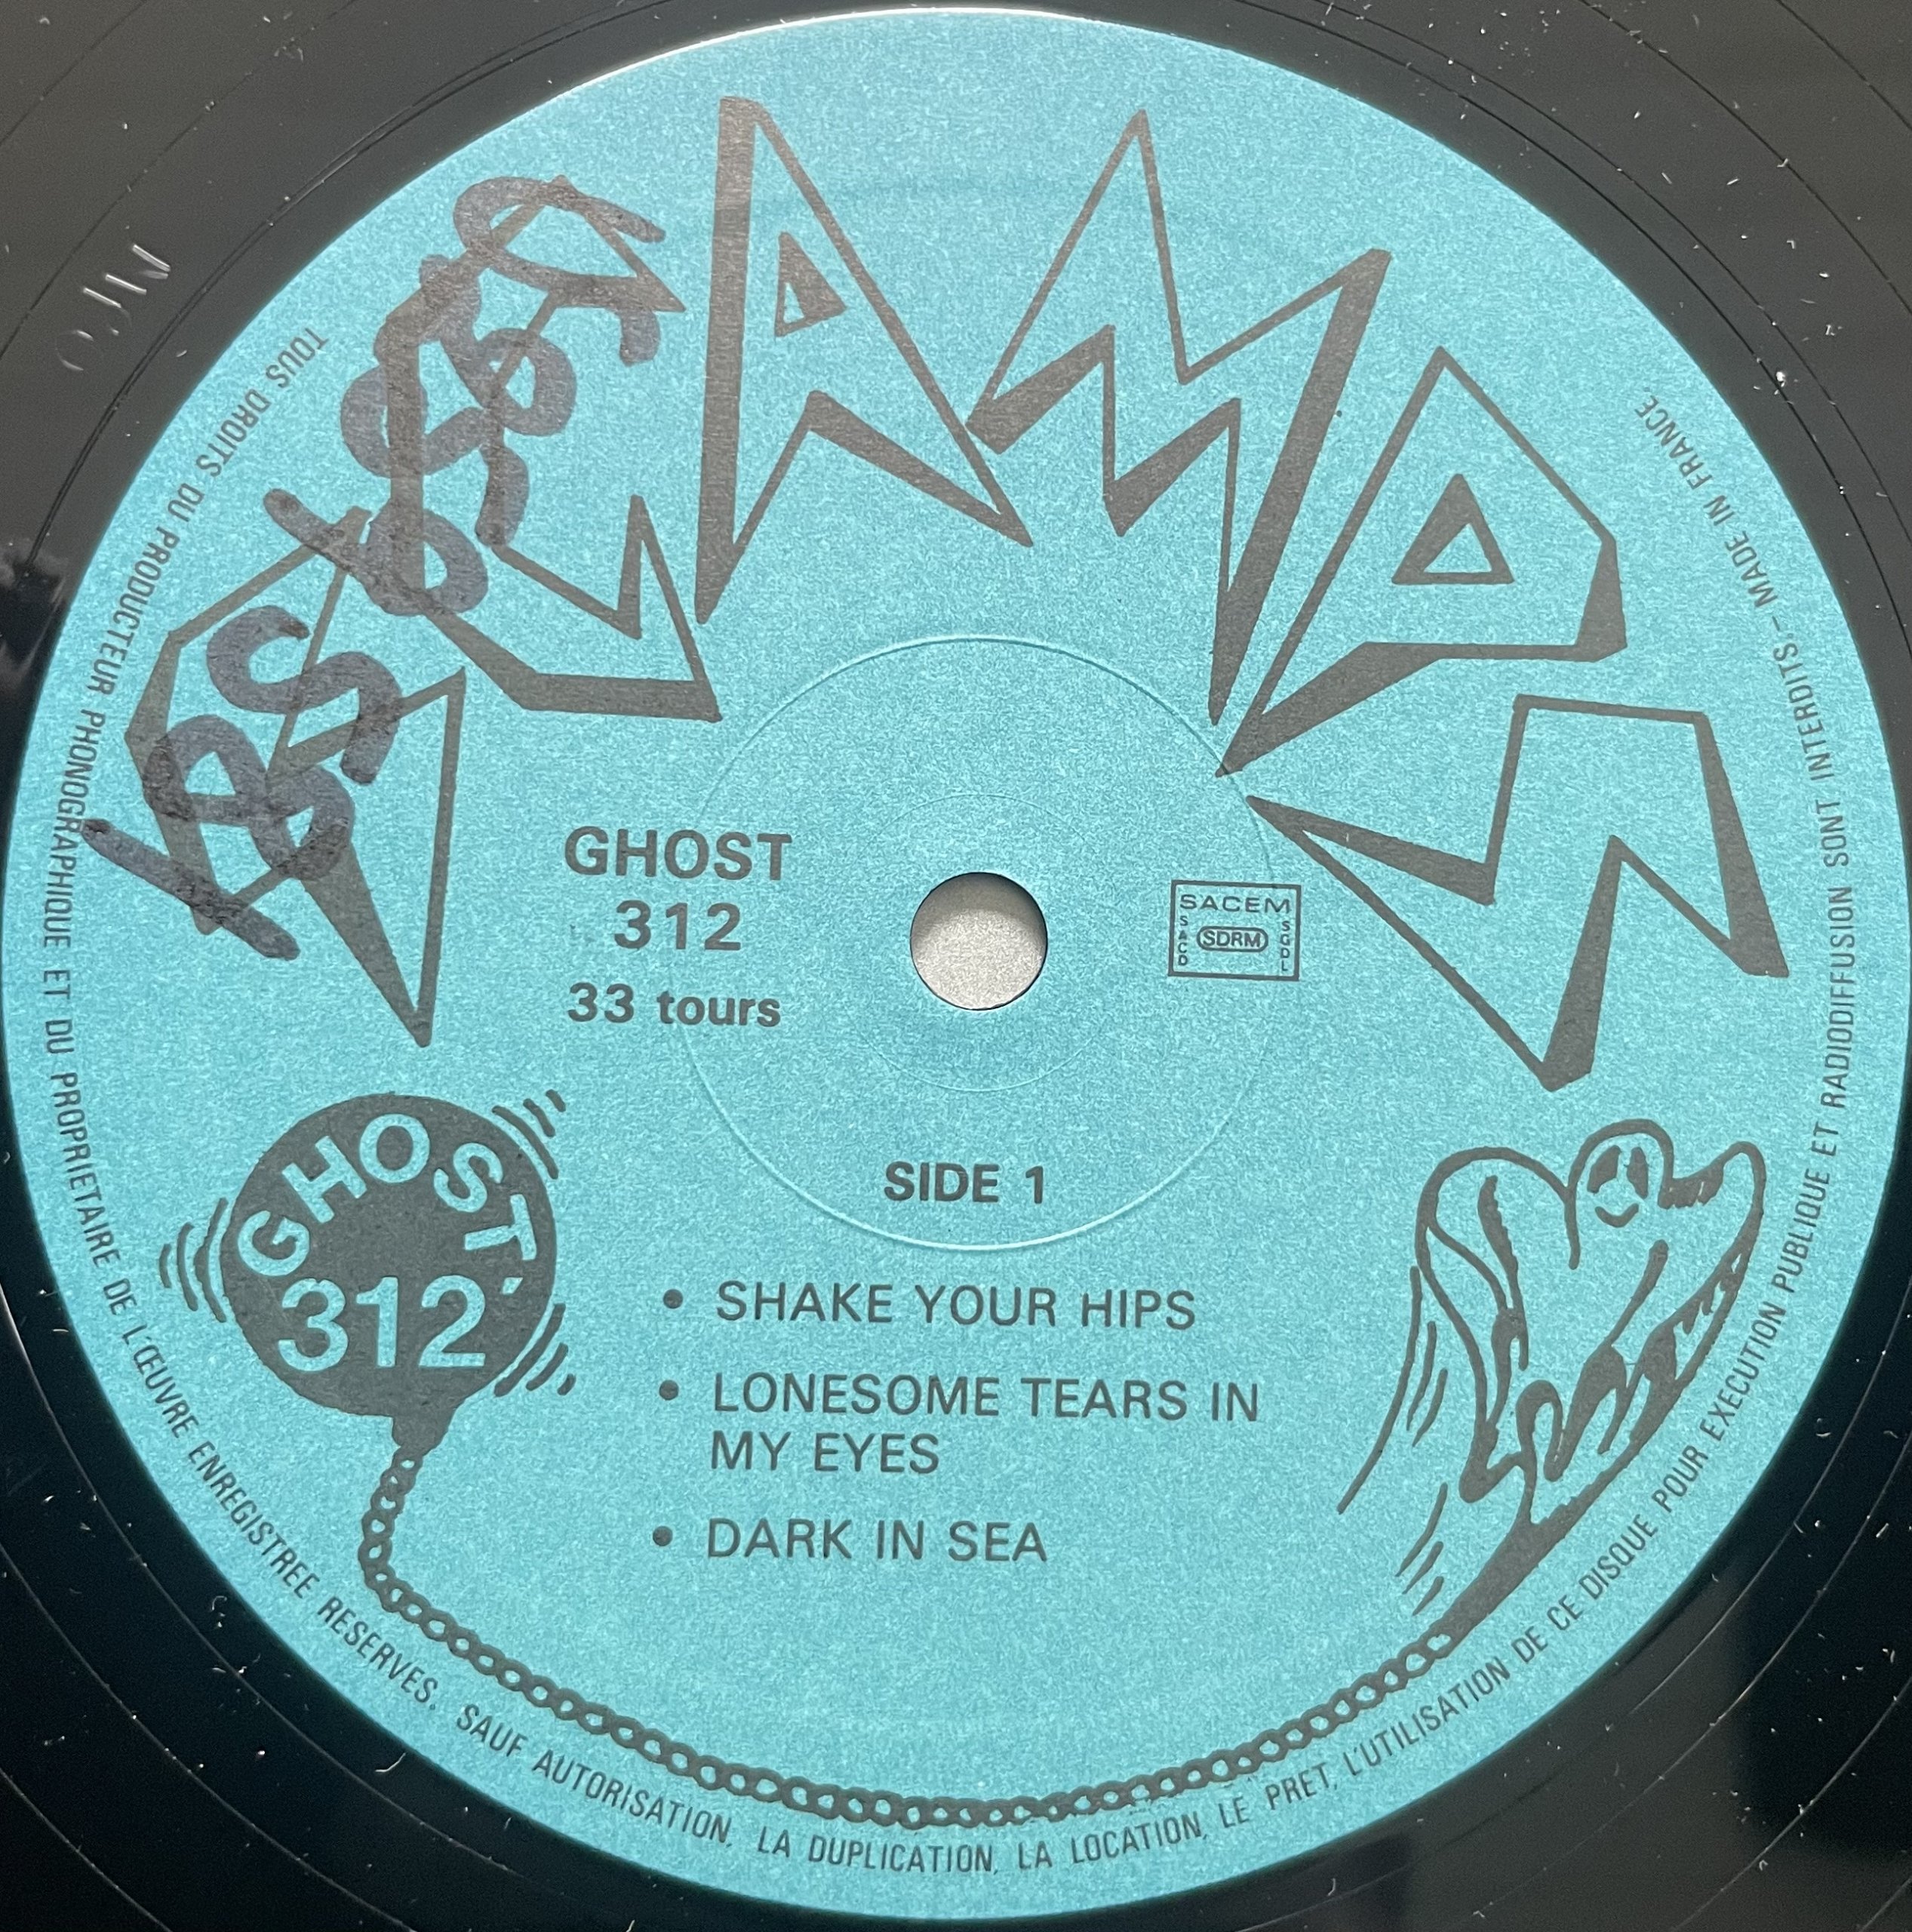 SCAMPS
GHOST
312
33 tours
SACEM
SACD
SDRM
SGDL
SIDE 1
GHOST
312
• SHAKE YOUR HIPS
• LONESOME TEARS IN
MY EYES
• DARK IN SEA
TOUS DROITS DU PRODUCTEUR PHONOGRAPHIQUE ET DU PROPRIETAIRE DE L'ŒUVRE ENREGISTREE RESERVES. SAUF AUTORISATION, LA DUPLICATION, LA LOCATION, LE PRET, L'UTILISATION DE CE DISQUE POUR EXECUTION PUBLIQUE ET RADIODIFFUSION SONT INTERDITS.– MADE IN FRANCE.